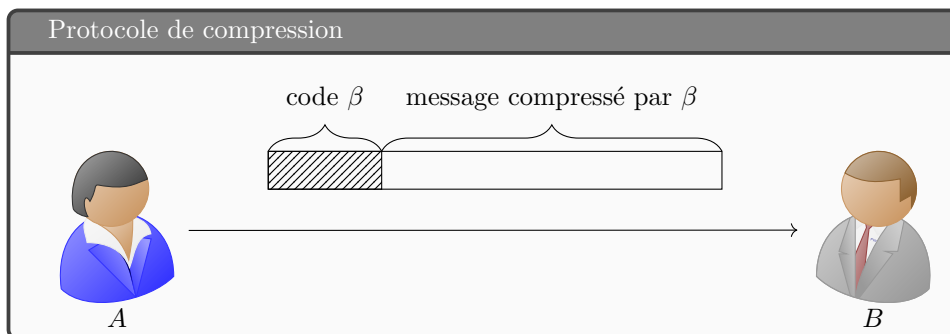 Protocole de compression
code β message compressé par β
A B